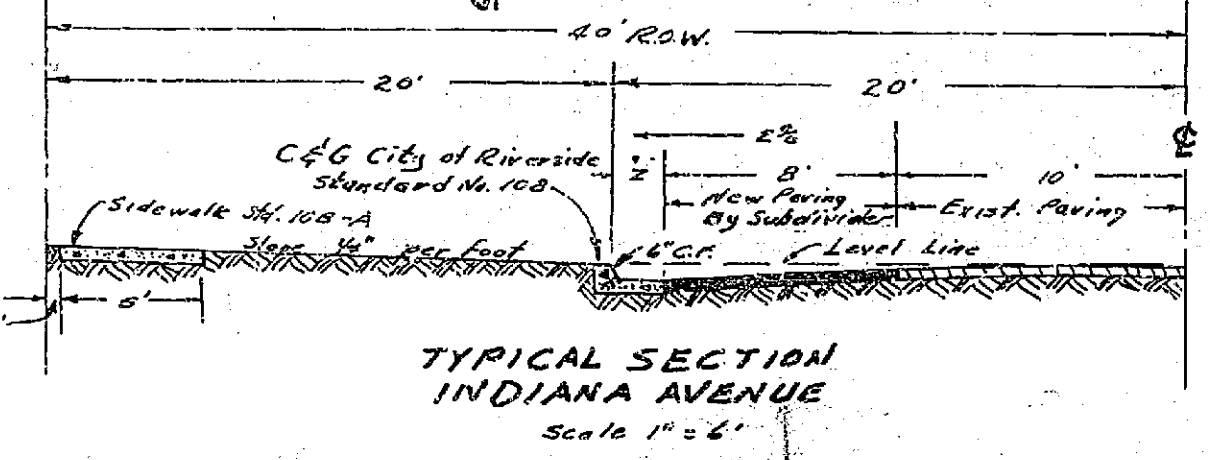 40' R.O.W.
20'
20'
2%
C&G City of Riverside
Standard No. 108
2'
8'
10'
New Paving
By Subdivider
Exist. Paving
Sidewalk Std. 108-A
Slope 1/4" per foot
6" C.F.
Level Line
5'
TYPICAL SECTION
INDIANA AVENUE
Scale 1" = 6'